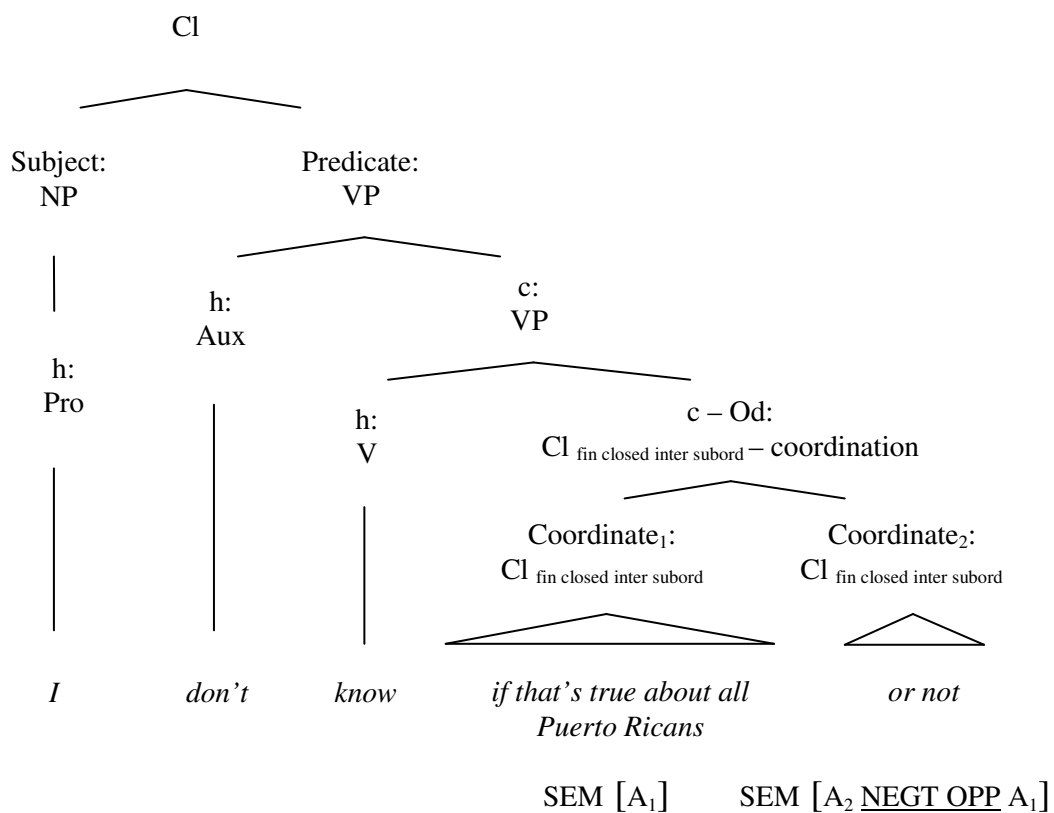 Cl
Subject: Predicate:
NP VP
h: c:
Aux VP
h: h: c – Od:
Pro V Cl fin closed inter subord – coordination
Coordinate₁: Coordinate₂:
Cl fin closed inter subord Cl fin closed inter subord
I don't know if that's true about all or not
Puerto Ricans
SEM [A₁] SEM [A₂ NEGT OPP A₁]